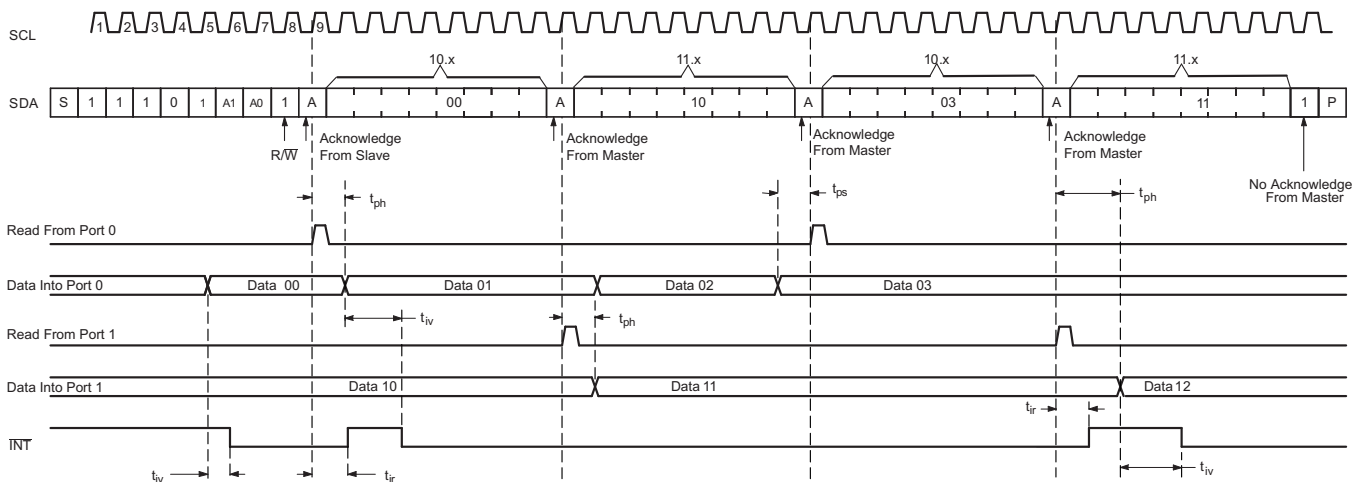 SCL
1 2 3 4 5 6 7 8 9
10.x 11.x 10.x 11.x
SDA S 1 1 1 0 1 A1 A0 1 A 00 A 10 A 03 A 11 1 P
R/W̅
Acknowledge
From Slave
Acknowledge
From Master
Acknowledge
From Master
Acknowledge
From Master
No Acknowledge
From Master
tph
tps
tph
Read From Port 0
Data Into Port 0 Data 00 Data 01 Data 02 Data 03
tiv
tph
Read From Port 1
Data Into Port 1 Data 10 Data 11 Data 12
tir
I̅N̅T̅
tiv
tir
tiv